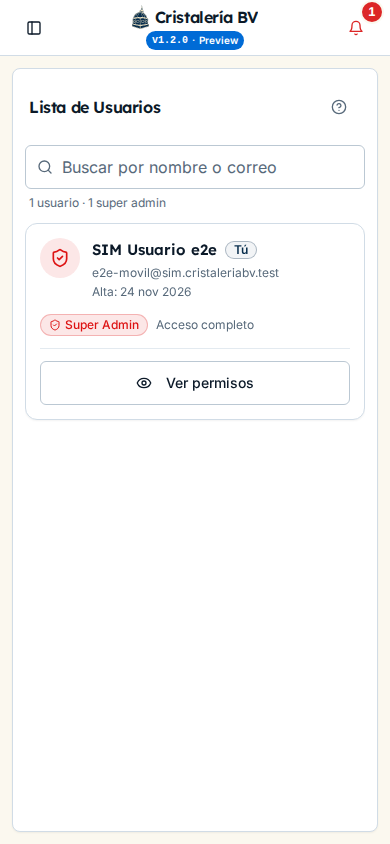 Cristalería BV
1
v1.2.0 · Preview
Lista de Usuarios
Buscar por nombre o correo
1 usuario · 1 super admin
SIM Usuario e2e Tú
e2e-movil@sim.cristaleriabv.test
Alta: 24 nov 2026
Super Admin Acceso completo
Ver permisos